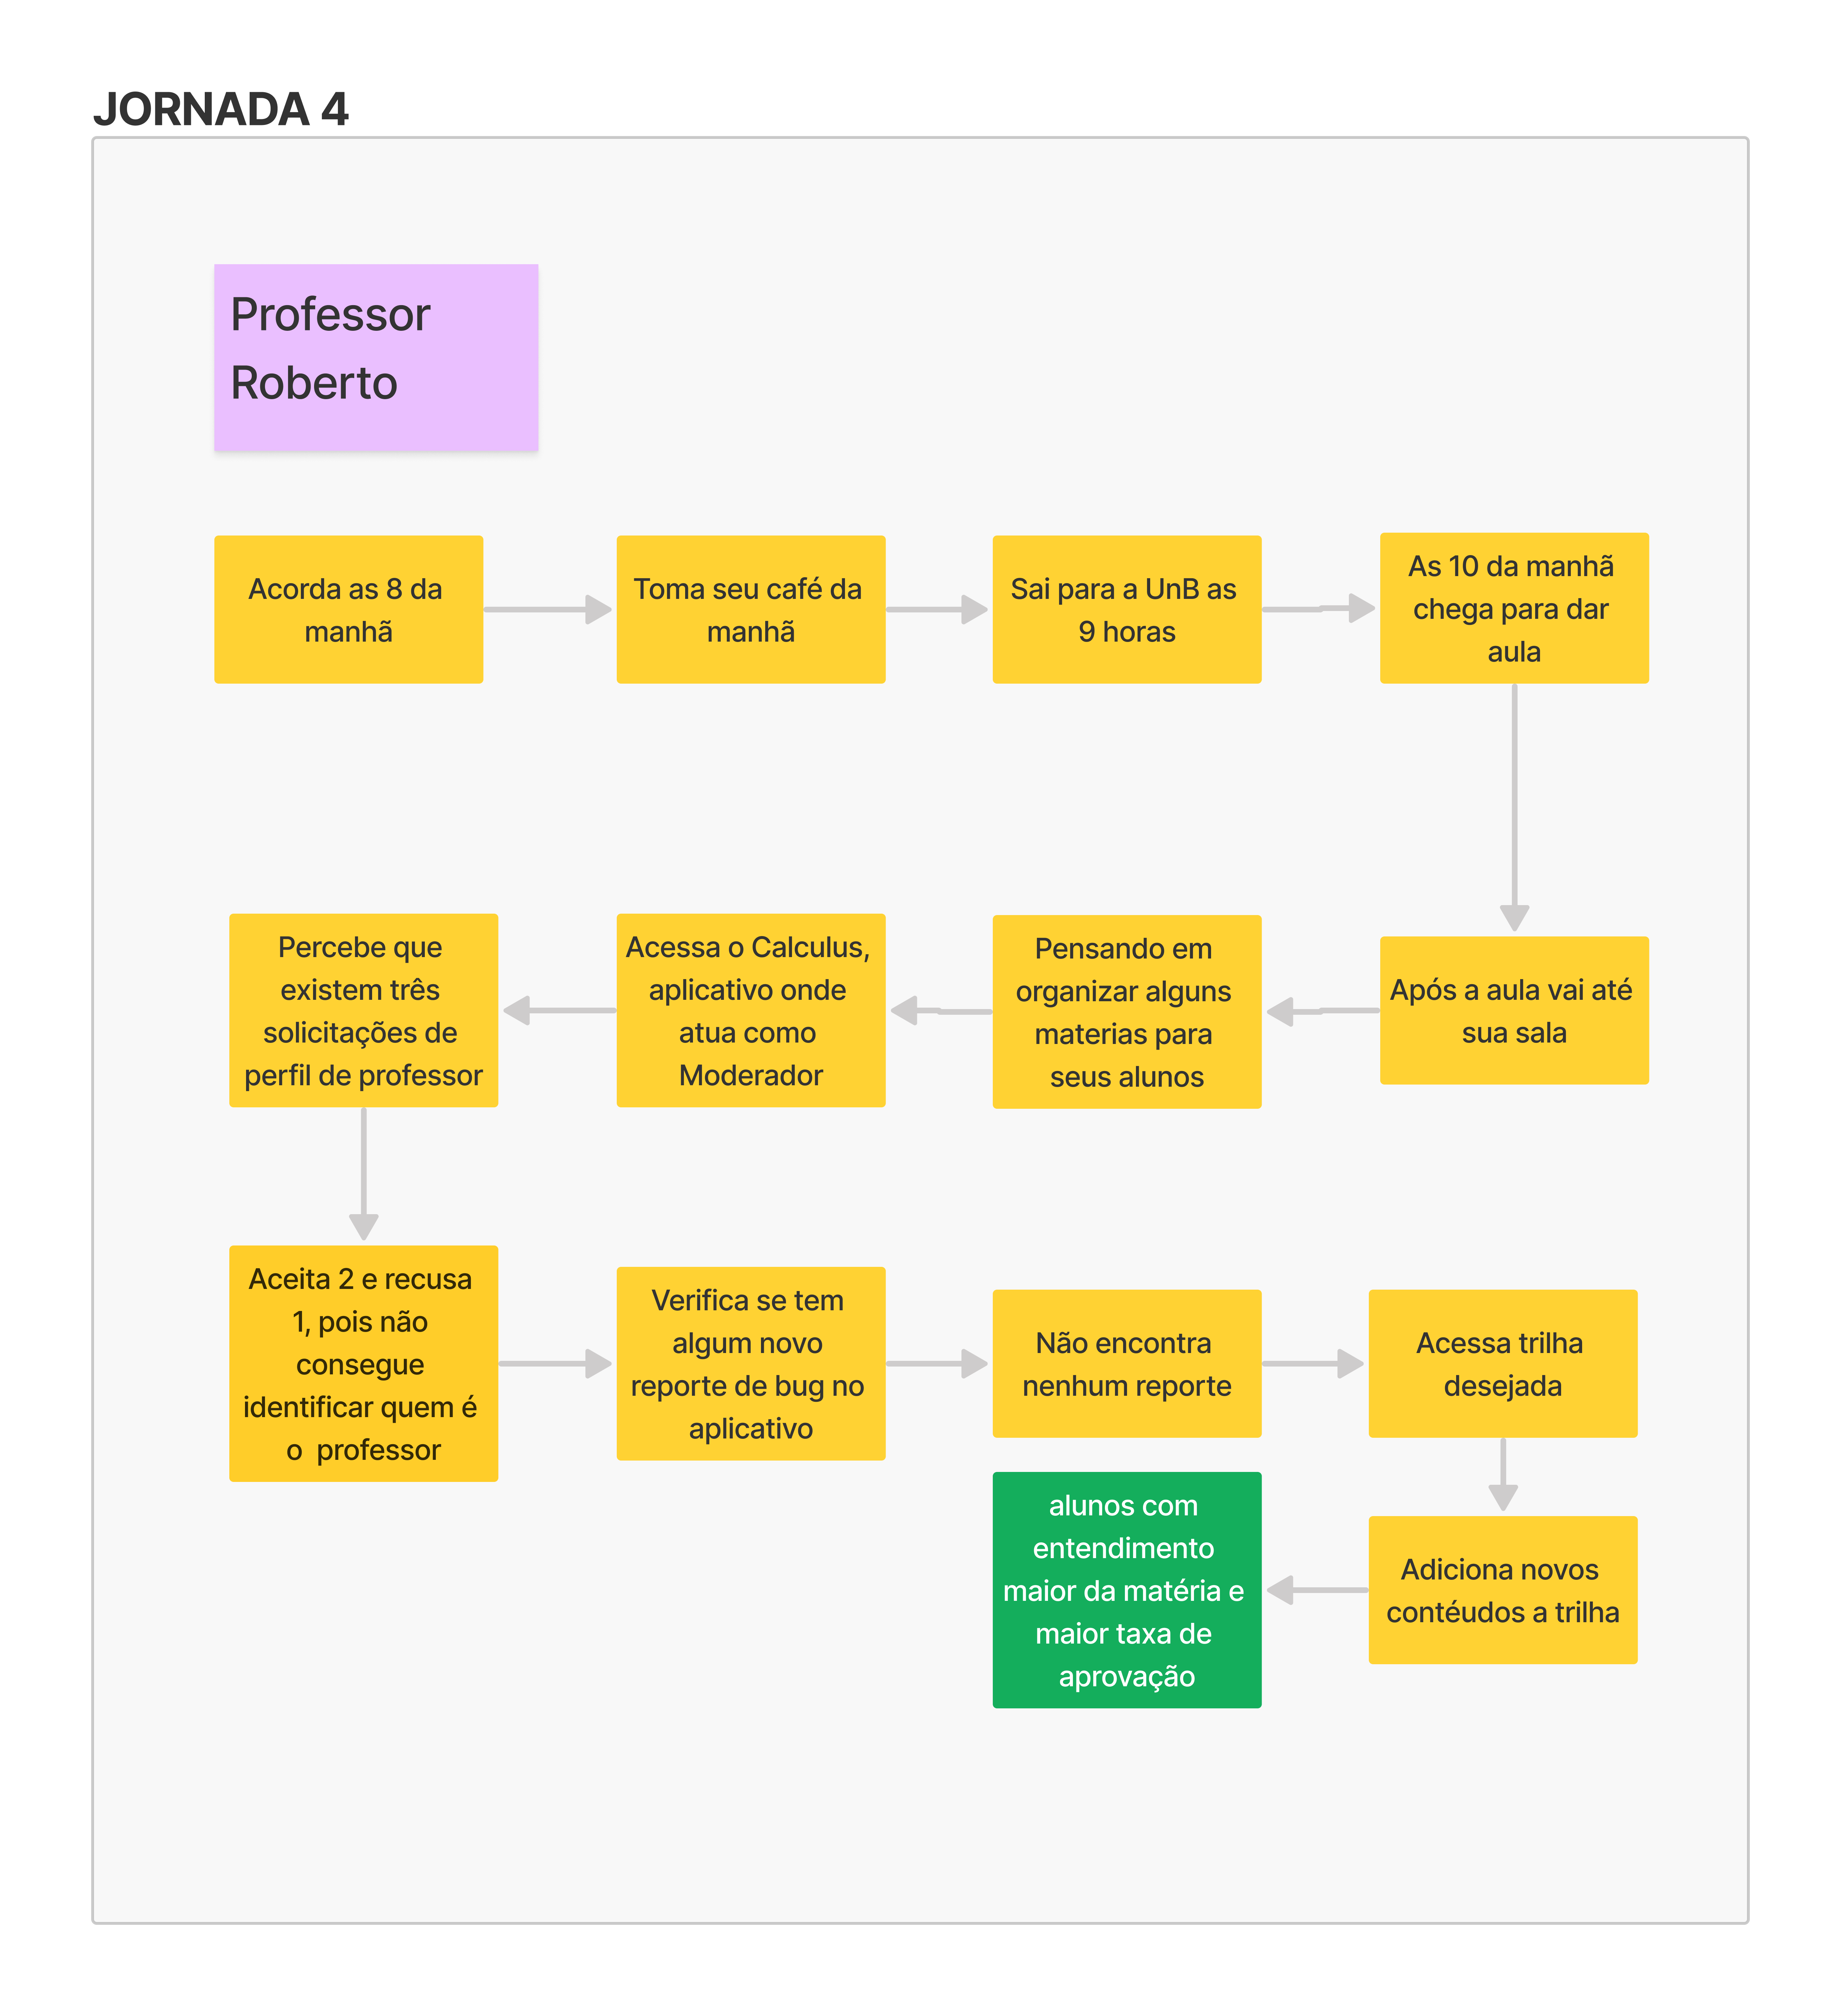 JORNADA 4
Professor
Roberto
Acorda as 8 da
manhã
Toma seu café da
manhã
Sai para a UnB as
9 horas
As 10 da manhã
chega para dar
aula
Após a aula vai até
sua sala
Pensando em
organizar alguns
materias para
seus alunos
Acessa o Calculus,
aplicativo onde
atua como
Moderador
Percebe que
existem três
solicitações de
perfil de professor
Aceita 2 e recusa
1, pois não
consegue
identificar quem é
o  professor
Verifica se tem
algum novo
reporte de bug no
aplicativo
Não encontra
nenhum reporte
Acessa trilha
desejada
Adiciona novos
contéudos a trilha
alunos com
entendimento
maior da matéria e
maior taxa de
aprovação